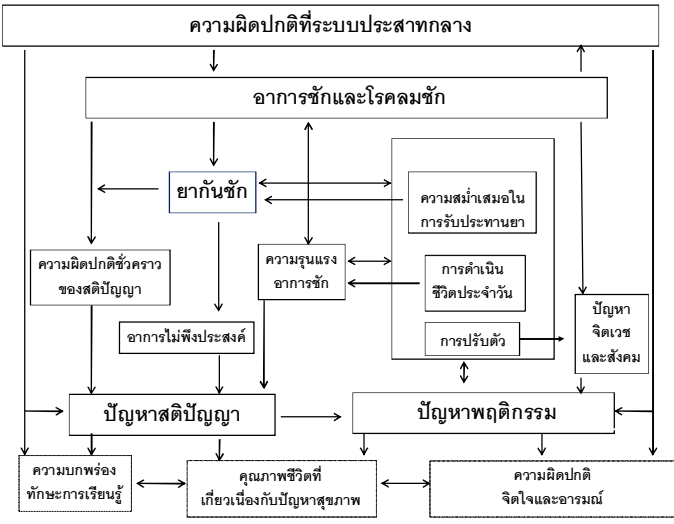 ความผิดปกติที่ระบบประสาทกลาง
อาการชักและโรคลมชัก
ยากันชัก
ความสม่ำเสมอใน
การรับประทานยา
ความผิดปกติชั่วคราว
ของสติปัญญา
ความรุนแรง
อาการชัก
การดำเนิน
ชีวิตประจำวัน
ปัญหา
จิตเวช
และสังคม
อาการไม่พึงประสงค์
การปรับตัว
ปัญหาสติปัญญา
ปัญหาพฤติกรรม
ความบกพร่อง
ทักษะการเรียนรู้
คุณภาพชีวิตที่
เกี่ยวเนื่องกับปัญหาสุขภาพ
ความผิดปกติ
จิตใจและอารมณ์